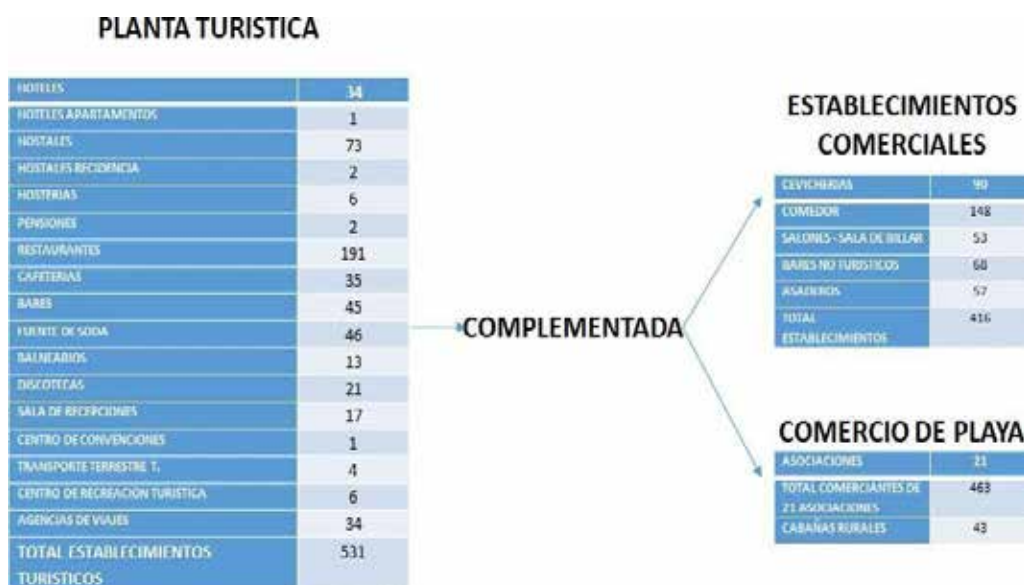 PLANTA TURISTICA
HOTELES 34
HOTELES APARTAMENTOS 1
HOSTALES 73
HOSTALES RECIDENCIA 2
HOSTERIAS 6
PENSIONES 2
RESTAURANTES 191
CAFETERIAS 35
BARES 45
FUENTE DE SODA 46
BALNEARIOS 13
DISCOTECAS 21
SALA DE RECEPCIONES 17
CENTRO DE CONVENCIONES 1
TRANSPORTE TERRESTRE T. 4
CENTRO DE RECREACIÓN TURISTICA 6
AGENCIAS DE VIAJES 34
TOTAL ESTABLECIMIENTOS 531
TURISTICOS
COMPLEMENTADA
ESTABLECIMIENTOS
COMERCIALES
CEVICHERIAS 90
COMEDOR 148
SALONES - SALA DE BILLAR 53
BARES NO TURISTICOS 68
ASADEROS 57
TOTAL 416
ESTABLECIMIENTOS
COMERCIO DE PLAYA
ASOCIACIONES 21
TOTAL COMERCIANTES DE 463
21 ASOCIACIONES
CABAÑAS RURALES 43